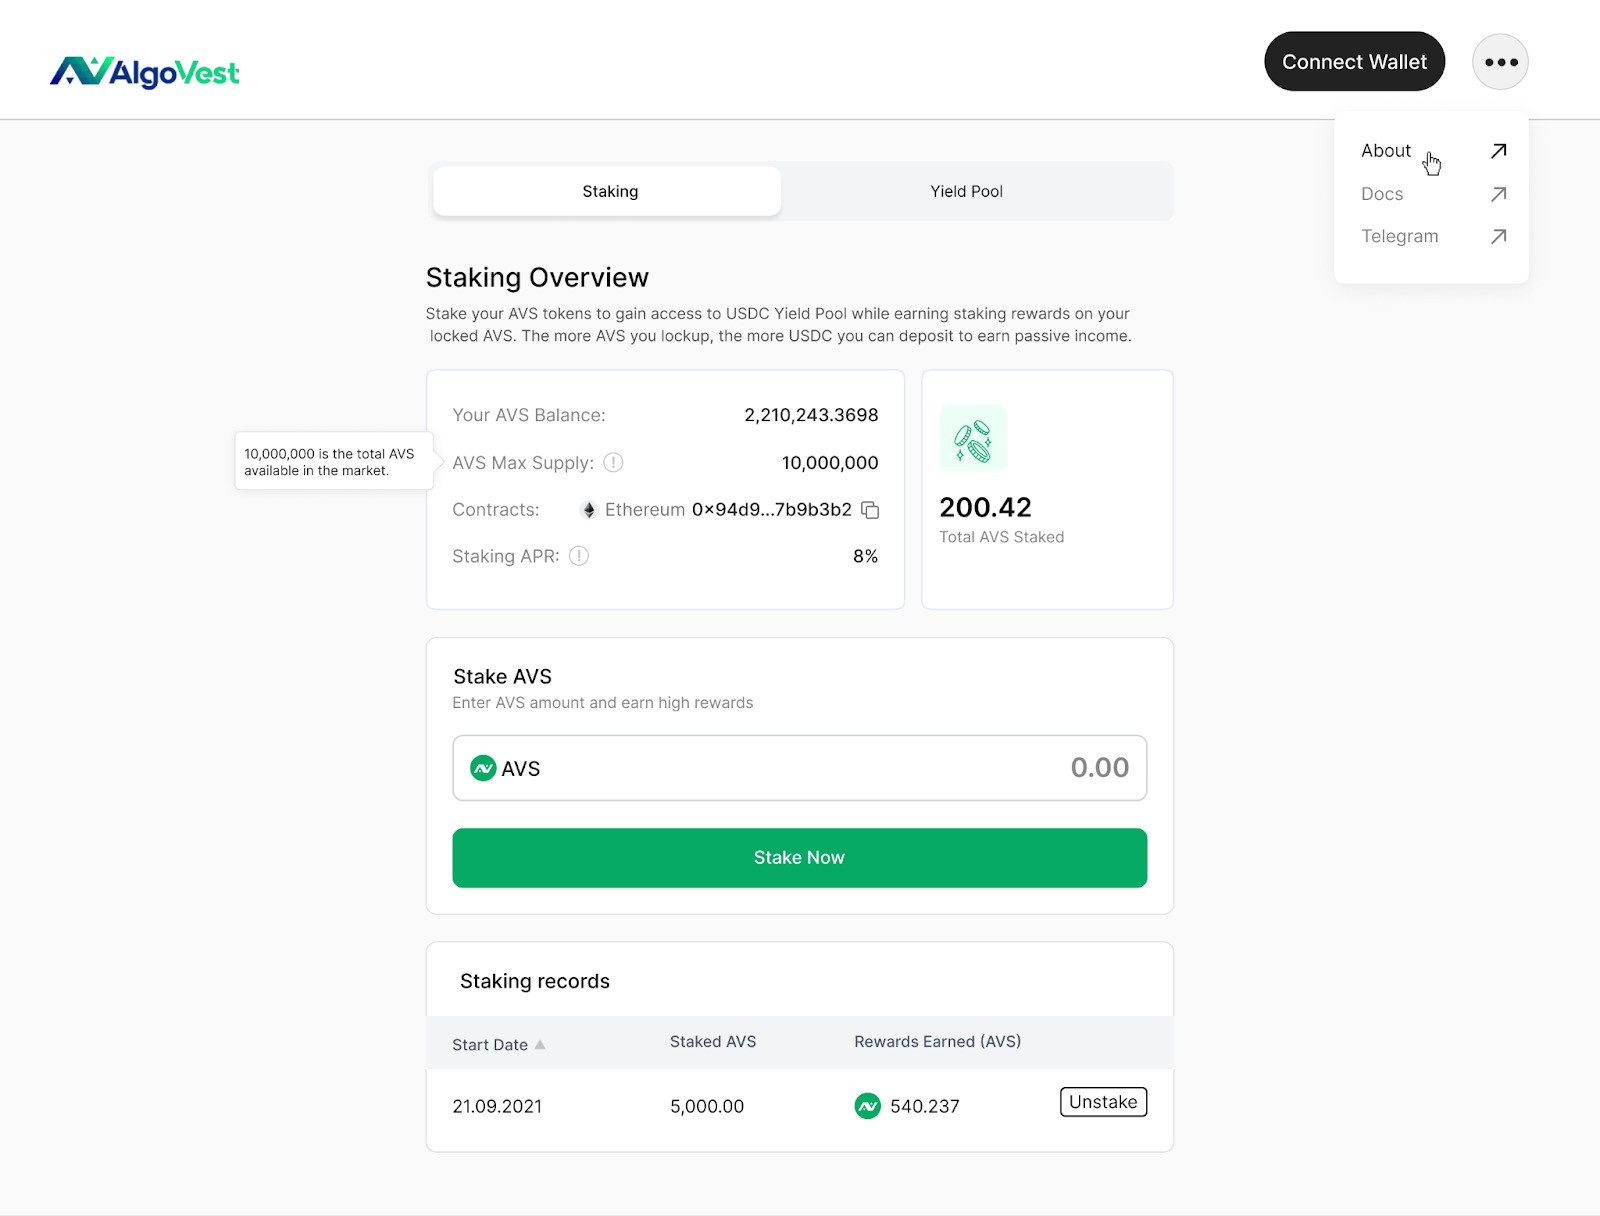 AlgoVest
Connect Wallet
About
Docs
Telegram
Staking
Yield Pool
Staking Overview
Stake your AVS tokens to gain access to USDC Yield Pool while earning staking rewards on your
locked AVS. The more AVS you lockup, the more USDC you can deposit to earn passive income.
Your AVS Balance: 2,210,243.3698
10,000,000 is the total AVS
available in the market.
AVS Max Supply: 10,000,000
Contracts: Ethereum 0x94d9...7b9b3b2
Staking APR: 8%
200.42
Total AVS Staked
Stake AVS
Enter AVS amount and earn high rewards
AVS 0.00
Stake Now
Staking records
Start Date Staked AVS Rewards Earned (AVS)
21.09.2021 5,000.00 540.237 Unstake